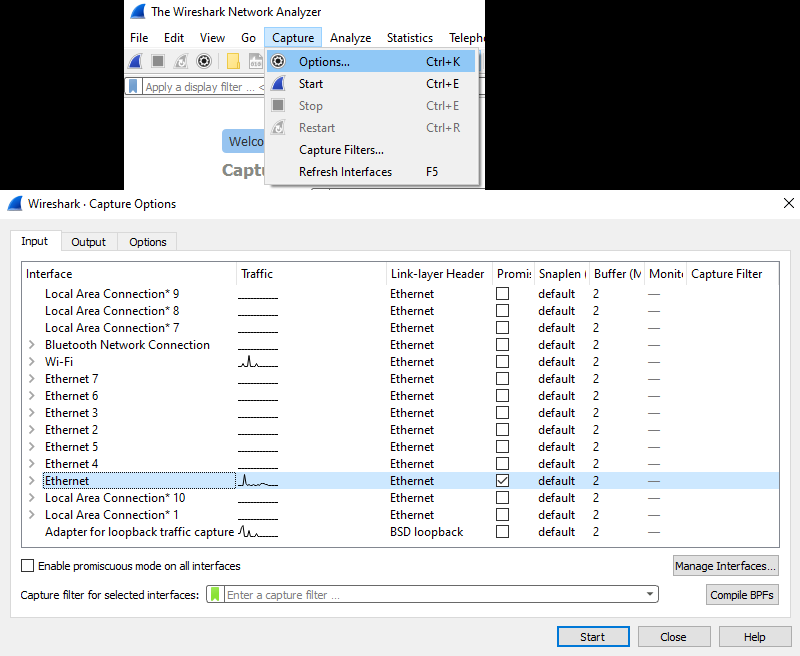 The Wireshark Network Analyzer
File Edit View Go Capture Analyze Statistics Teleph
Options... Ctrl+K
Apply a display filter ... <
Start Ctrl+E
Stop Ctrl+E
Restart Ctrl+R
Capture Filters...
Refresh Interfaces F5
Welco
Capt
Wireshark · Capture Options
Input Output Options
Interface Traffic Link-layer Header Promis Snaplen ( Buffer (M Monito Capture Filter
Local Area Connection* 9 Ethernet default 2 —
Local Area Connection* 8 Ethernet default 2 —
Local Area Connection* 7 Ethernet default 2 —
Bluetooth Network Connection Ethernet default 2 —
Wi-Fi Ethernet default 2 —
Ethernet 7 Ethernet default 2 —
Ethernet 6 Ethernet default 2 —
Ethernet 3 Ethernet default 2 —
Ethernet 2 Ethernet default 2 —
Ethernet 5 Ethernet default 2 —
Ethernet 4 Ethernet default 2 —
Ethernet Ethernet default 2 —
Local Area Connection* 10 Ethernet default 2 —
Local Area Connection* 1 Ethernet default 2 —
Adapter for loopback traffic capture BSD loopback default 2 —
Enable promiscuous mode on all interfaces Manage Interfaces...
Capture filter for selected interfaces: Enter a capture filter ... Compile BPFs
Start Close Help